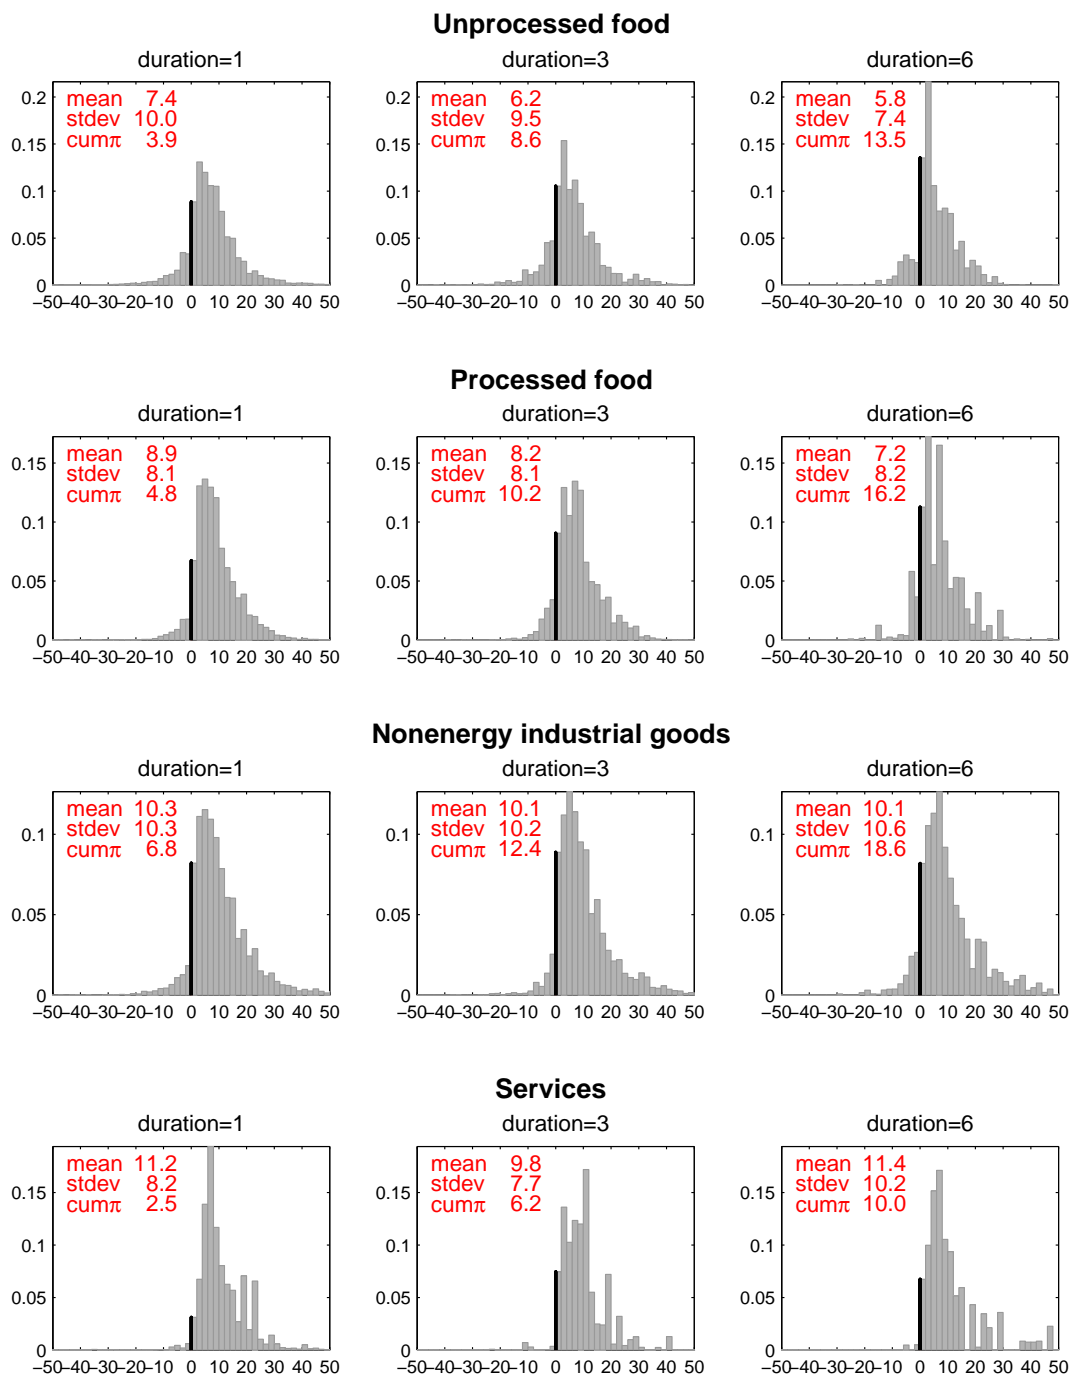 Unprocessed food
duration=1 duration=3 duration=6
mean 7.4
stdev 10.0
cumπ 3.9
mean 6.2
stdev 9.5
cumπ 8.6
mean 5.8
stdev 7.4
cumπ 13.5
0.2
0.15
0.1
0.05
0
0.2
0.15
0.1
0.05
0
0.2
0.15
0.1
0.05
0
−50−40−30−20−10 0 10 20 30 40 50
−50−40−30−20−10 0 10 20 30 40 50
−50−40−30−20−10 0 10 20 30 40 50
Processed food
duration=1 duration=3 duration=6
mean 8.9
stdev 8.1
cumπ 4.8
mean 8.2
stdev 8.1
cumπ 10.2
mean 7.2
stdev 8.2
cumπ 16.2
0.15
0.1
0.05
0
0.15
0.1
0.05
0
0.15
0.1
0.05
0
−50−40−30−20−10 0 10 20 30 40 50
−50−40−30−20−10 0 10 20 30 40 50
−50−40−30−20−10 0 10 20 30 40 50
Nonenergy industrial goods
duration=1 duration=3 duration=6
mean 10.3
stdev 10.3
cumπ 6.8
mean 10.1
stdev 10.2
cumπ 12.4
mean 10.1
stdev 10.6
cumπ 18.6
0.1
0.05
0
0.1
0.05
0
0.1
0.05
0
−50−40−30−20−10 0 10 20 30 40 50
−50−40−30−20−10 0 10 20 30 40 50
−50−40−30−20−10 0 10 20 30 40 50
Services
duration=1 duration=3 duration=6
mean 11.2
stdev 8.2
cumπ 2.5
mean 9.8
stdev 7.7
cumπ 6.2
mean 11.4
stdev 10.2
cumπ 10.0
0.15
0.1
0.05
0
0.15
0.1
0.05
0
0.15
0.1
0.05
0
−50−40−30−20−10 0 10 20 30 40 50
−50−40−30−20−10 0 10 20 30 40 50
−50−40−30−20−10 0 10 20 30 40 50